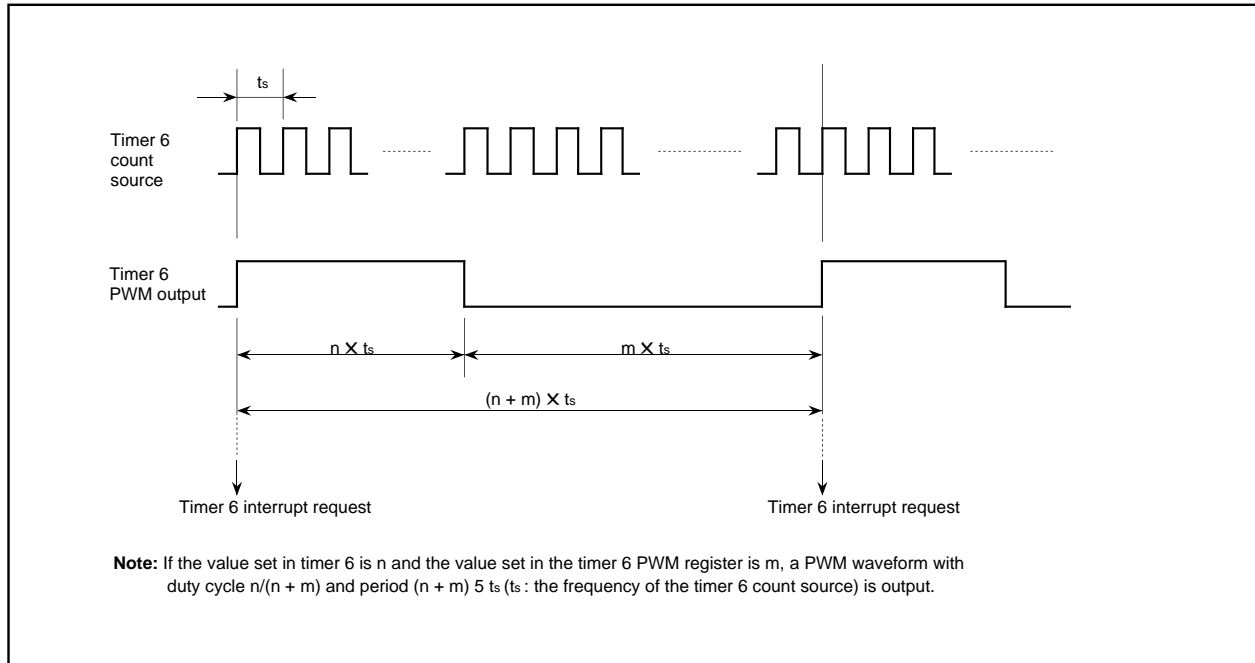 ts
Timer 6
count
source
Timer 6
PWM output
n × ts
m × ts
(n + m) × ts
Timer 6 interrupt request
Timer 6 interrupt request
Note: If the value set in timer 6 is n and the value set in the timer 6 PWM register is m, a PWM waveform with
duty cycle n/(n + m) and period (n + m) 5 ts (ts : the frequency of the timer 6 count source) is output.